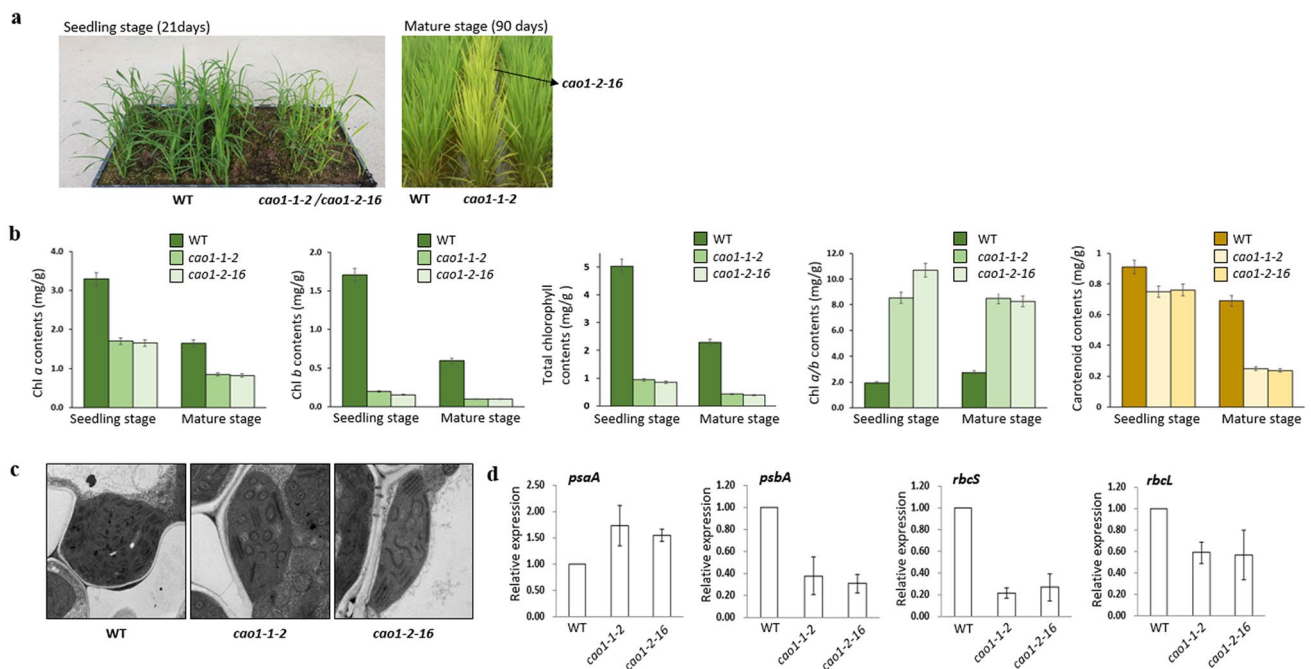 a
Seedling stage (21days)
Mature stage (90 days)
cao1-2-16
WT
cao1-1-2 /cao1-2-16
WT
cao1-1-2
b
Chl a contents (mg/g)
4.0
3.0
2.0
1.0
0.0
WT
cao1-1-2
cao1-2-16
Seedling stage
Mature stage
Chl b contents (mg/g)
2.0
1.5
1.0
0.5
0.0
WT
cao1-1-2
cao1-2-16
Seedling stage
Mature stage
Total chlorophyll
contents (mg/g )
5
4
3
2
1
0
WT
cao1-1-2
cao1-2-16
Seedling stage
Mature stage
Chl a/b contents (mg/g)
12.0
10.0
8.0
6.0
4.0
2.0
0.0
WT
cao1-1-2
cao1-2-16
Seedling stage
Mature stage
Carotenoid contents (mg/g)
1
0.8
0.6
0.4
0.2
0
WT
cao1-1-2
cao1-2-16
Seedling stage
Mature stage
c
WT
cao1-1-2
cao1-2-16
d
psaA
Relative expression
2.50
2.00
1.50
1.00
0.50
0.00
WT
cao1-1-2
cao1-2-16
psbA
Relative expression
1.20
1.00
0.80
0.60
0.40
0.20
0.00
WT
cao1-1-2
cao1-2-16
rbcS
Relative expression
1.20
1.00
0.80
0.60
0.40
0.20
0.00
WT
cao1-1-2
cao1-2-16
rbcL
Relative expression
1.20
1.00
0.80
0.60
0.40
0.20
0.00
WT
cao1-1-2
cao1-2-16